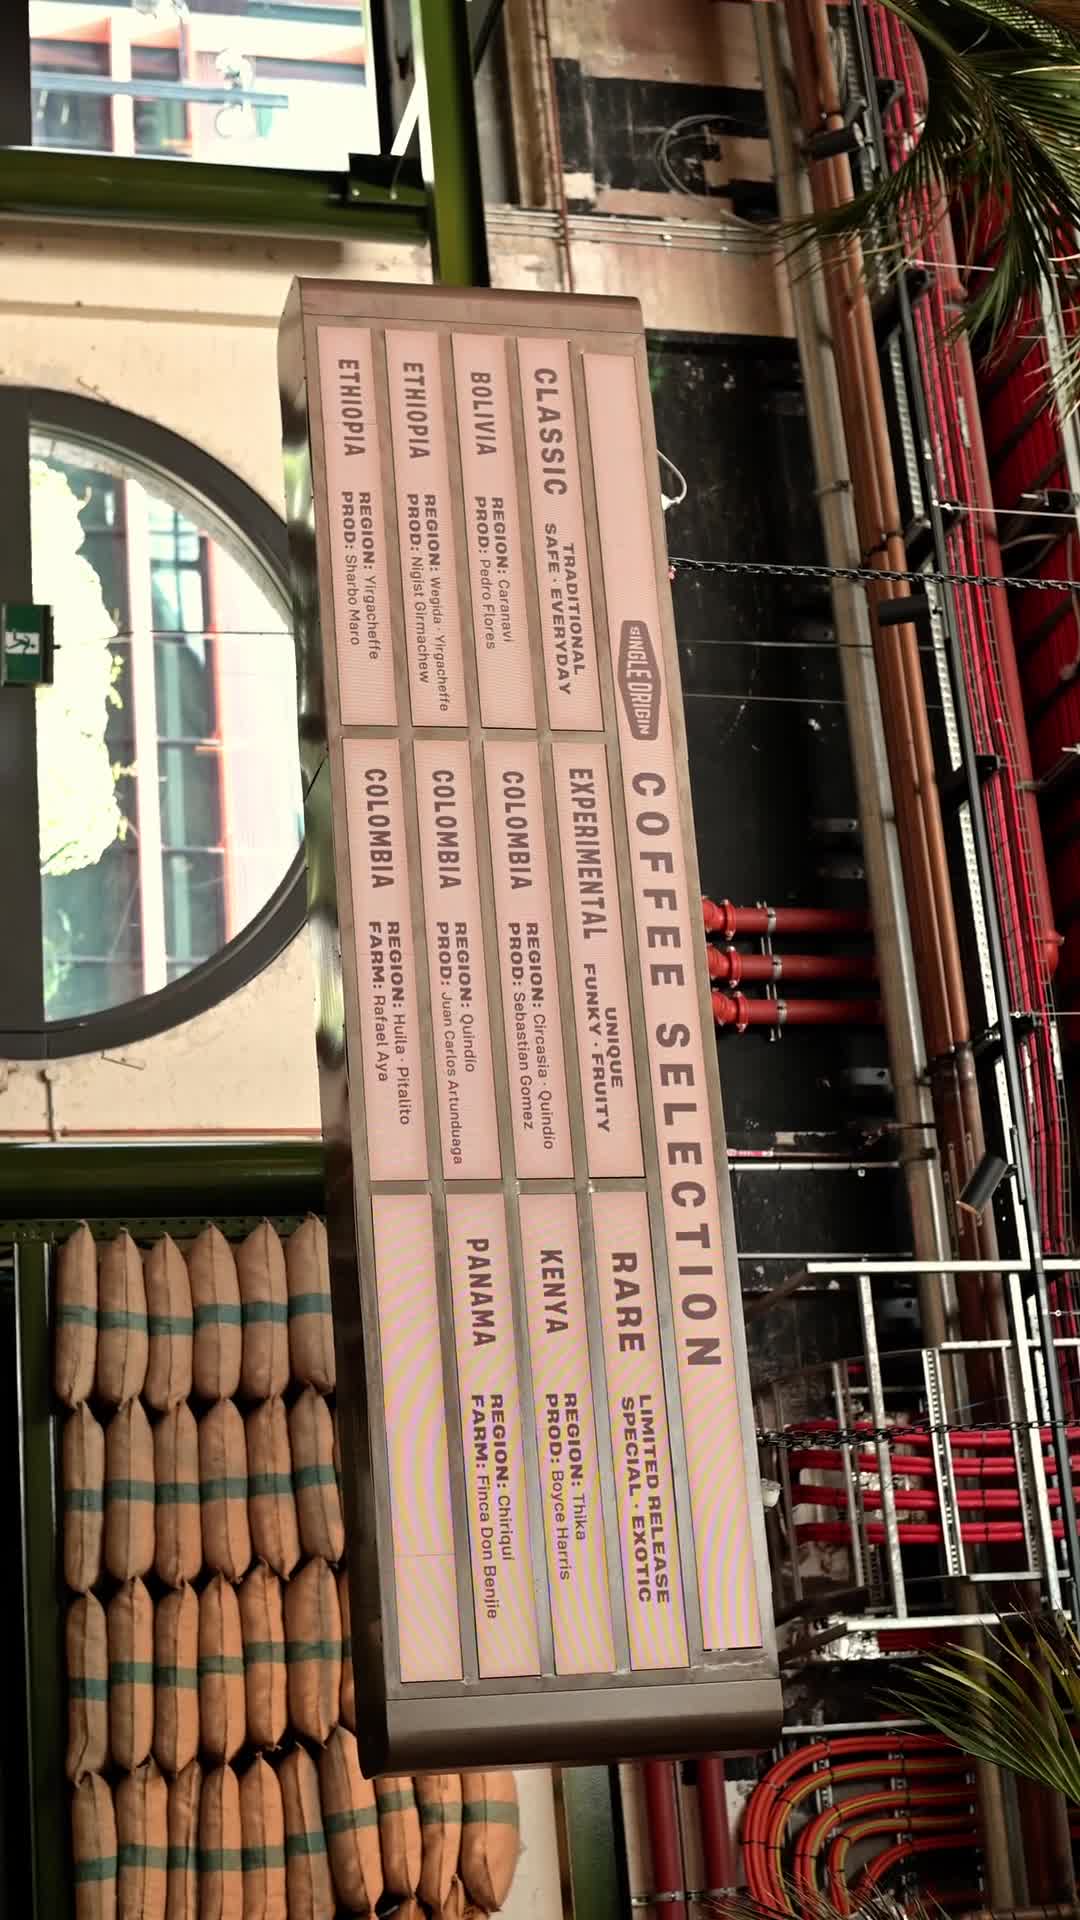 SINGLE ORIGIN COFFEE SELECTION
CLASSIC
TRADITIONAL
SAFE · EVERYDAY
BOLIVIA
REGION: Caranavi
PROD: Pedro Flores
ETHIOPIA
REGION: Wegida · Yirgacheffe
PROD: Nigist Girmachew
ETHIOPIA
REGION: Yirgacheffe
PROD: Sharbo Maro
EXPERIMENTAL
UNIQUE
FUNKY · FRUITY
COLOMBIA
REGION: Circasia · Quindio
PROD: Sebastian Gomez
COLOMBIA
REGION: Quindío
PROD: Juan Carlos Artunduaga
COLOMBIA
REGION: Huila · Pitalito
FARM: Rafael Aya
RARE
LIMITED RELEASE
SPECIAL · EXOTIC
KENYA
REGION: Thika
PROD: Boyce Harris
PANAMA
REGION: Chiriquí
FARM: Finca Don Benjie